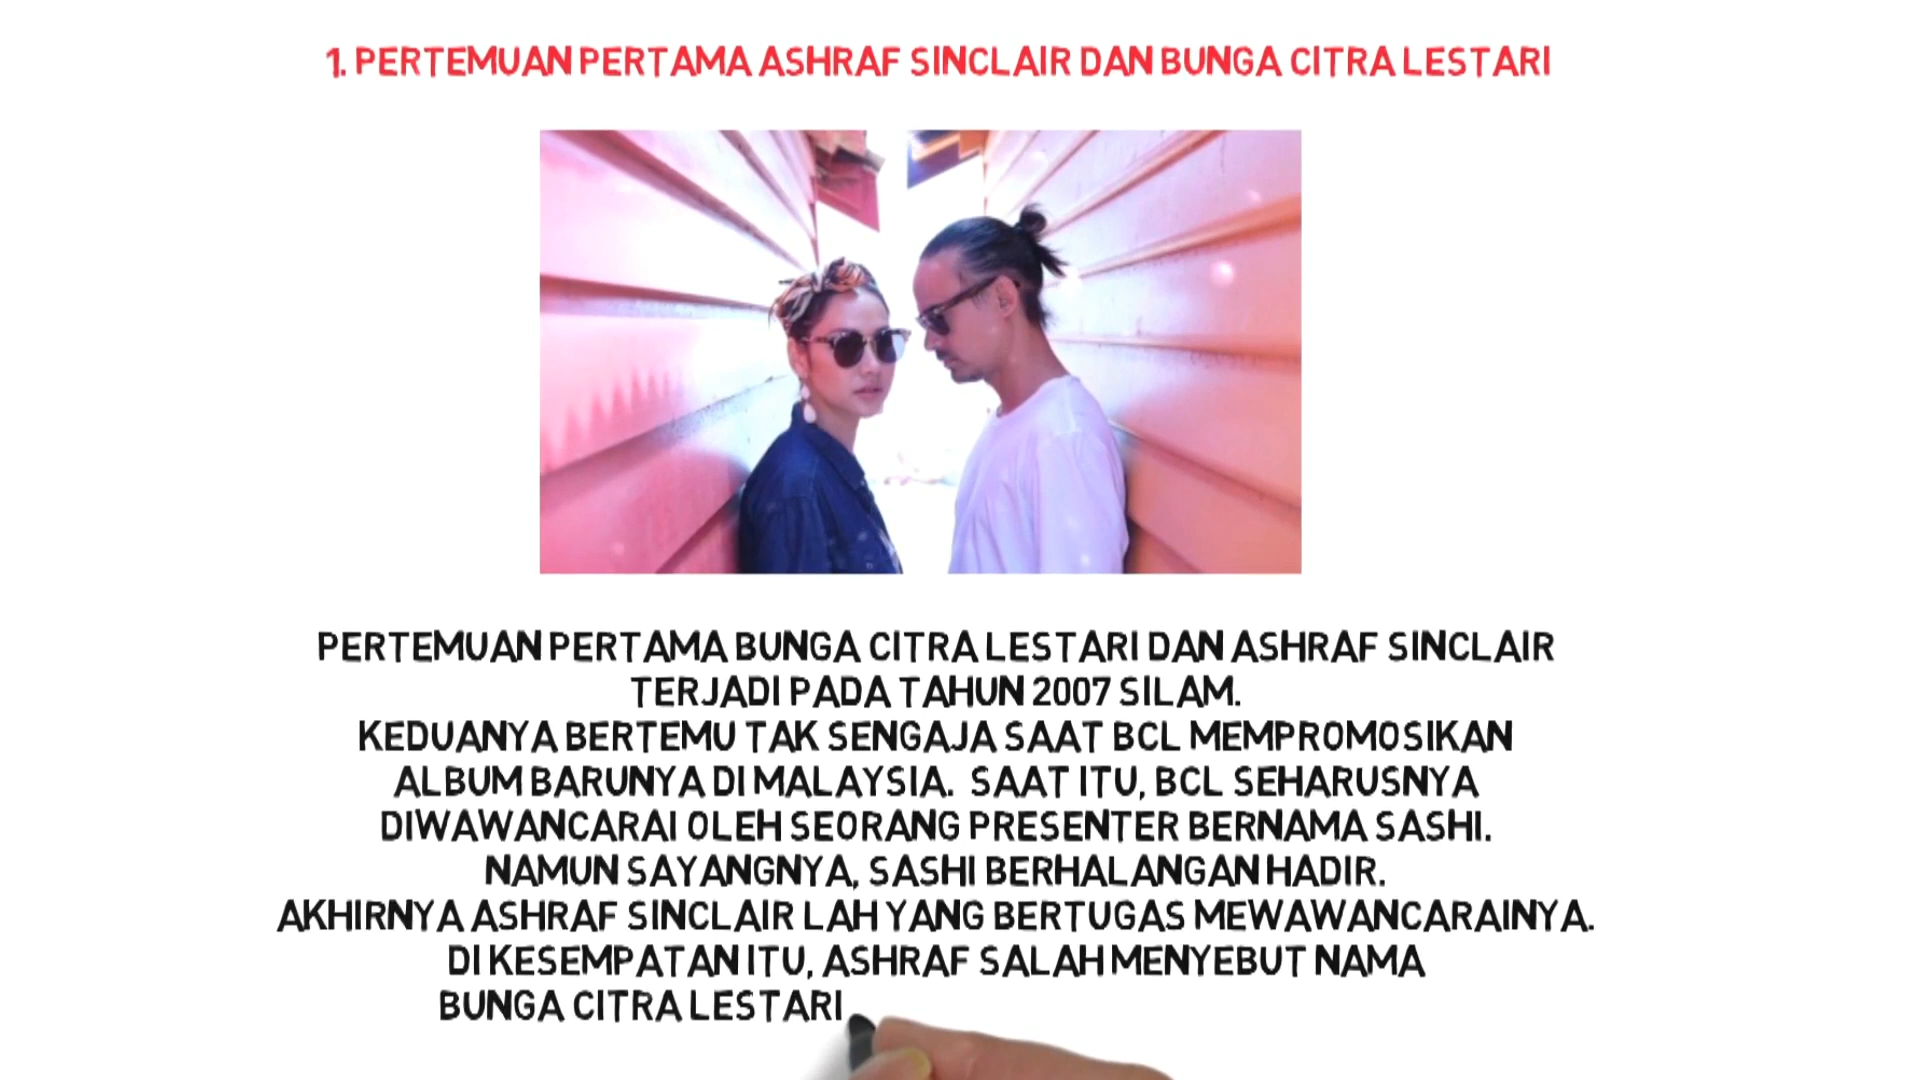 1. PERTEMUAN PERTAMA ASHRAF SINCLAIR DAN BUNGA CITRA LESTARI
PERTEMUAN PERTAMA BUNGA CITRA LESTARI DAN ASHRAF SINCLAIR
TERJADI PADA TAHUN 2007 SILAM.
KEDUANYA BERTEMU TAK SENGAJA SAAT BCL MEMPROMOSIKAN
ALBUM BARUNYA DI MALAYSIA. SAAT ITU, BCL SEHARUSNYA
DIWAWANCARAI OLEH SEORANG PRESENTER BERNAMA SASHI.
NAMUN SAYANGNYA, SASHI BERHALANGAN HADIR.
AKHIRNYA ASHRAF SINCLAIR LAH YANG BERTUGAS MEWAWANCARAINYA.
DI KESEMPATAN ITU, ASHRAF SALAH MENYEBUT NAMA
BUNGA CITRA LESTARI